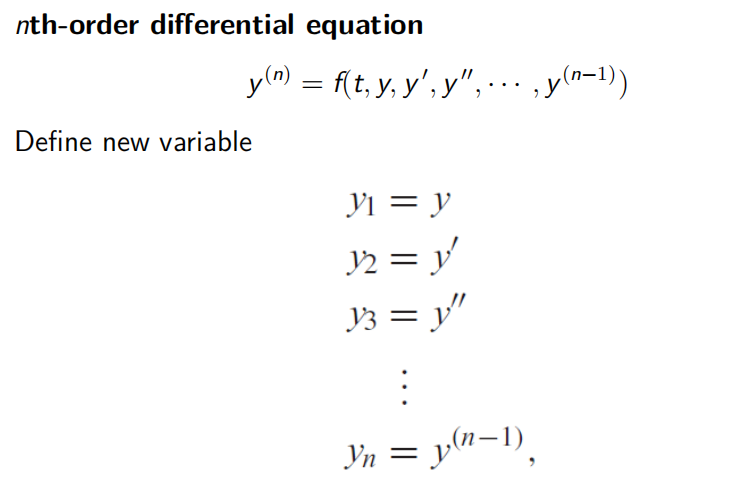 nth-order differential equation
y⁽ⁿ⁾ = f(t, y, y′, y″, ⋯ , y⁽ⁿ⁻¹⁾)
Define new variable
y₁ = y
y₂ = y′
y₃ = y″
⋮
yₙ = y⁽ⁿ⁻¹⁾,